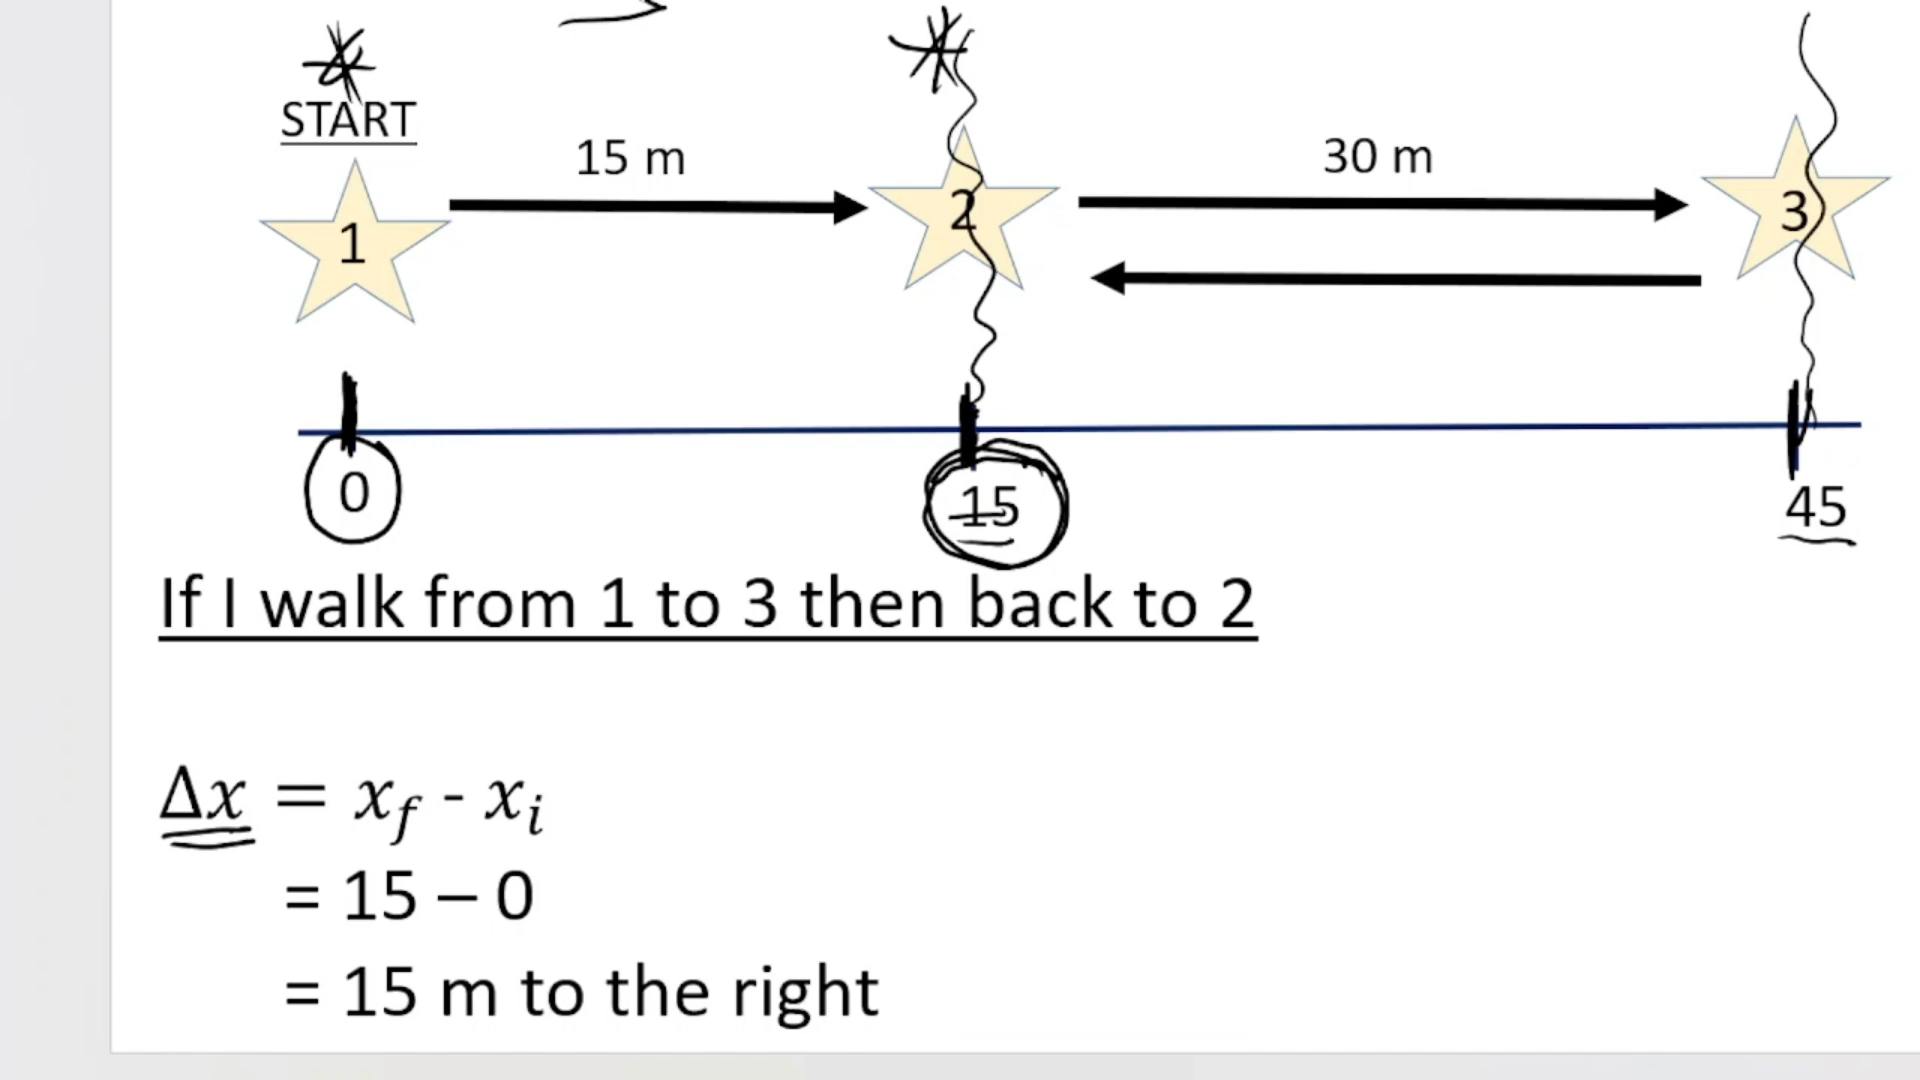 START
15 m
30 m
1
2
3
0
15
45
If I walk from 1 to 3 then back to 2
Δx = x_f - x_i
= 15 – 0
= 15 m to the right